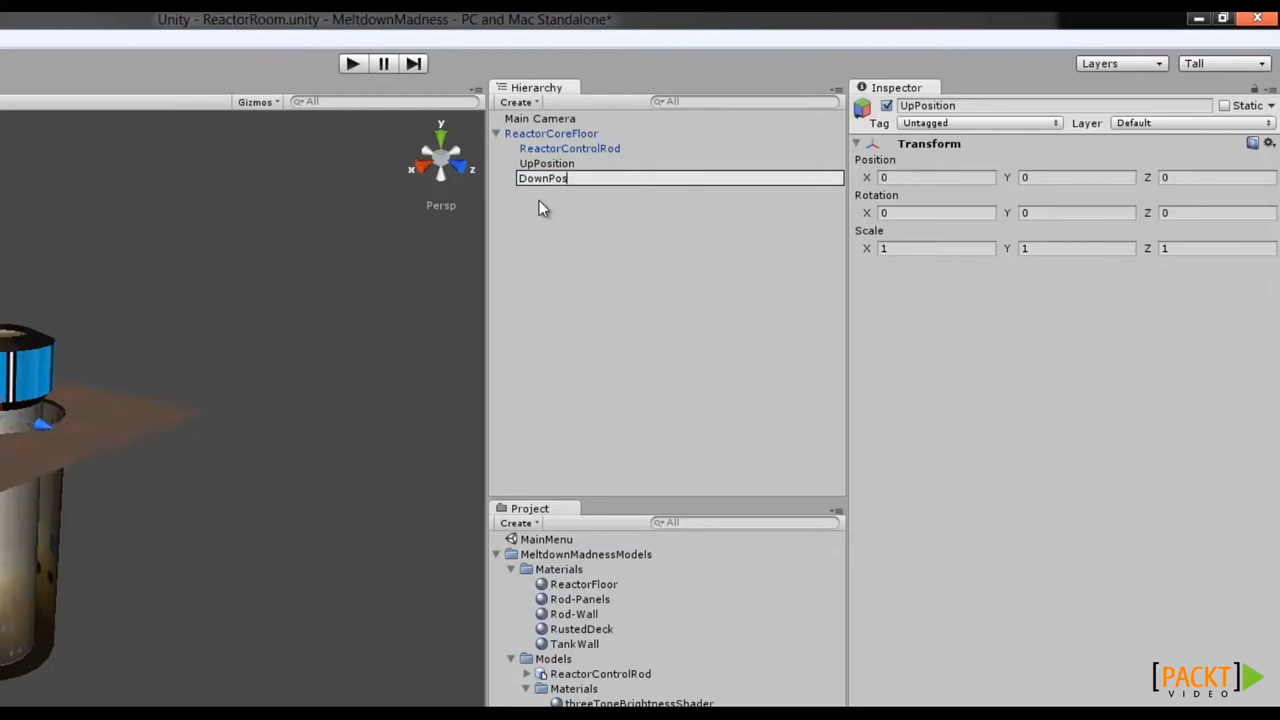 Unity - ReactorRoom.unity - MeltdownMadness - PC and Mac Standalone*
Layers
Tall
Hierarchy
Inspector
Gizmos
All
Create
All
UpPosition
Static
Main Camera
Tag
Untagged
Layer
Default
ReactorCoreFloor
Transform
ReactorControlRod
Position
UpPosition
X 0 Y 0 Z 0
DownPos
Rotation
X 0 Y 0 Z 0
Scale
X 1 Y 1 Z 1
y
x
z
Persp
Project
Create
All
MainMenu
MeltdownMadnessModels
Materials
ReactorFloor
Rod-Panels
Rod-Wall
RustedDeck
TankWall
Models
ReactorControlRod
Materials
threeToneBrightnessShader
[PACKT]
VIDEO